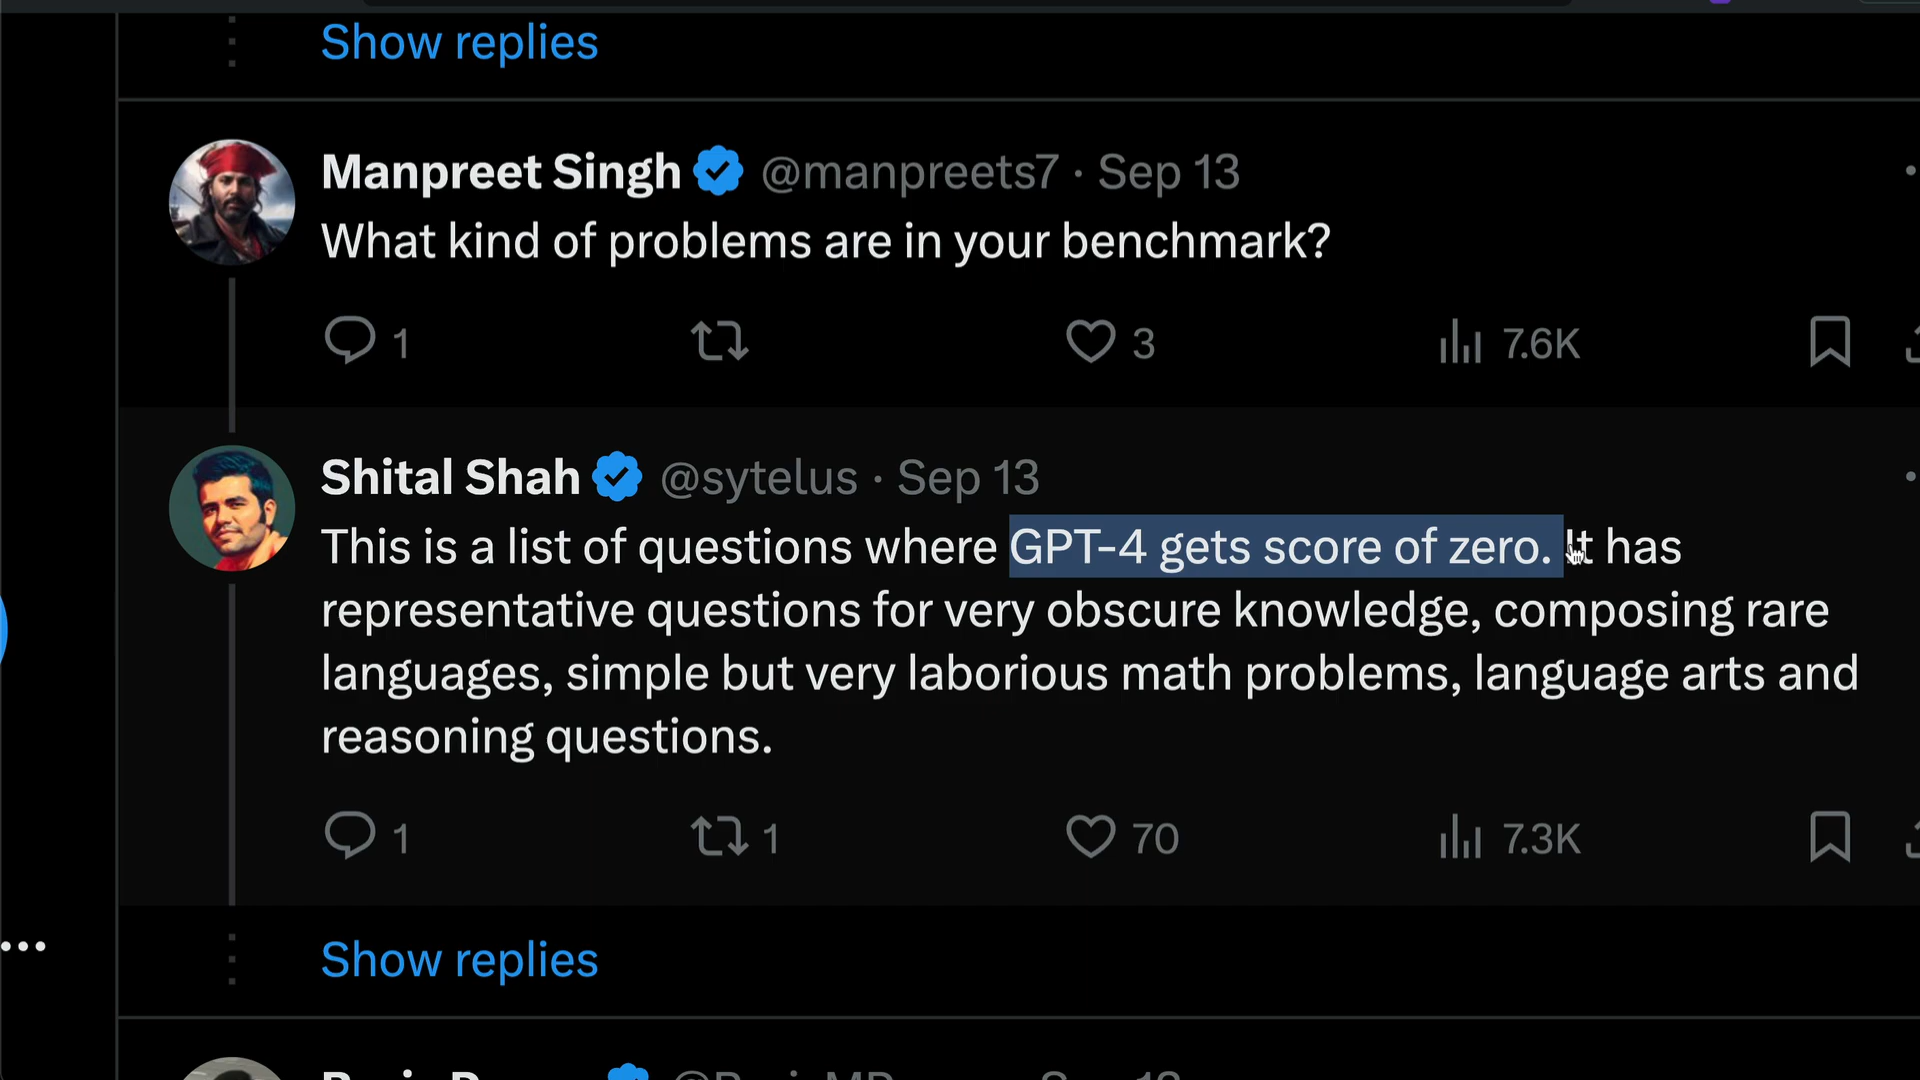 Show replies
Manpreet Singh @manpreets7 · Sep 13
What kind of problems are in your benchmark?
1 3 7.6K
Shital Shah @sytelus · Sep 13
This is a list of questions where GPT-4 gets score of zero. It has
representative questions for very obscure knowledge, composing rare
languages, simple but very laborious math problems, language arts and
reasoning questions.
1 1 70 7.3K
Show replies